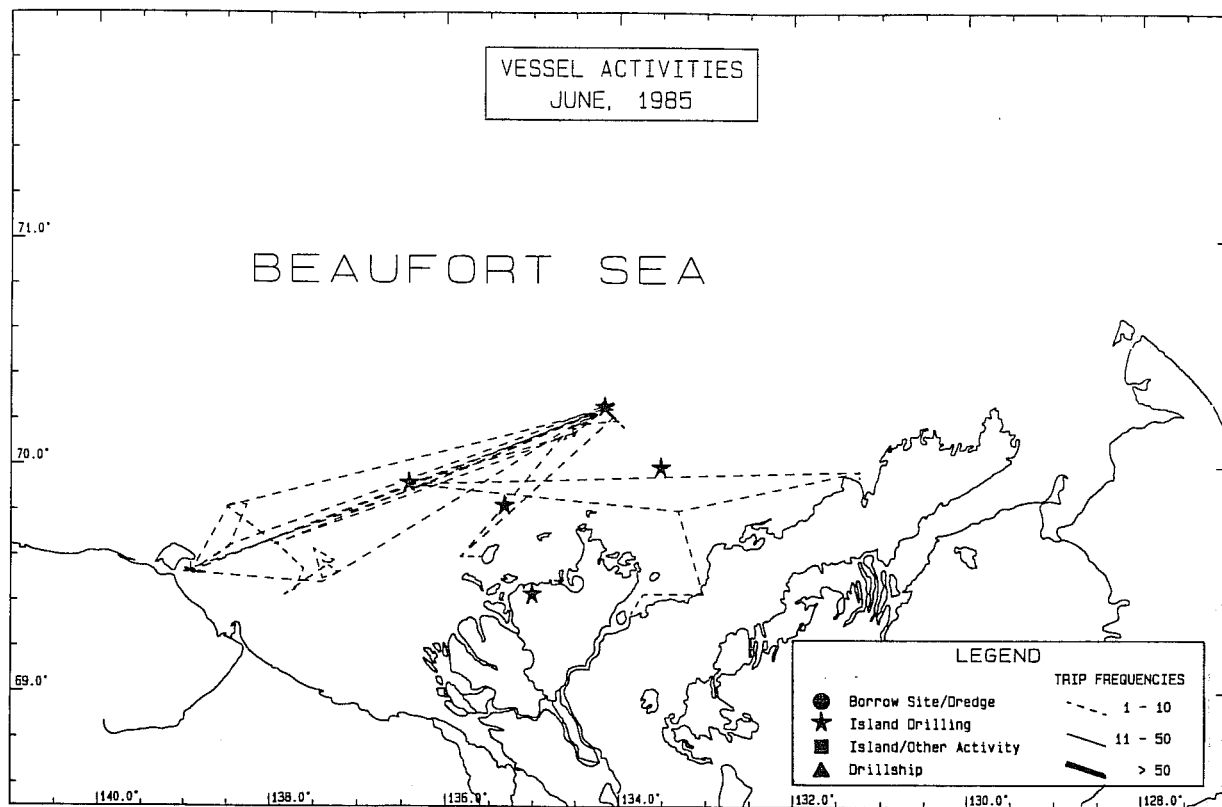 VESSEL ACTIVITIES
JUNE, 1985
71.0°
BEAUFORT SEA
70.0°
69.0°
LEGEND
TRIP FREQUENCIES
Borrow Site/Dredge
1 - 10
Island Drilling
11 - 50
Island/Other Activity
> 50
Drillship
140.0° 138.0° 136.0° 134.0° 132.0° 130.0° 128.0°